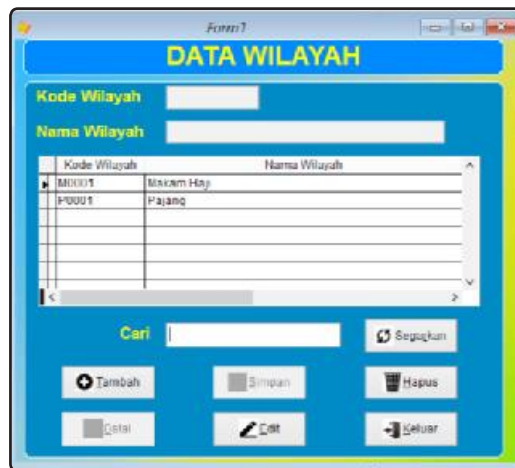 Form1
DATA WILAYAH
Kode Wilayah
Nama Wilayah
Kode Wilayah Nama Wilayah
M0001 Makam Haji
P0001 Pajang
Cari Segarkan
Tambah Simpan Hapus
Batal Edit Keluar